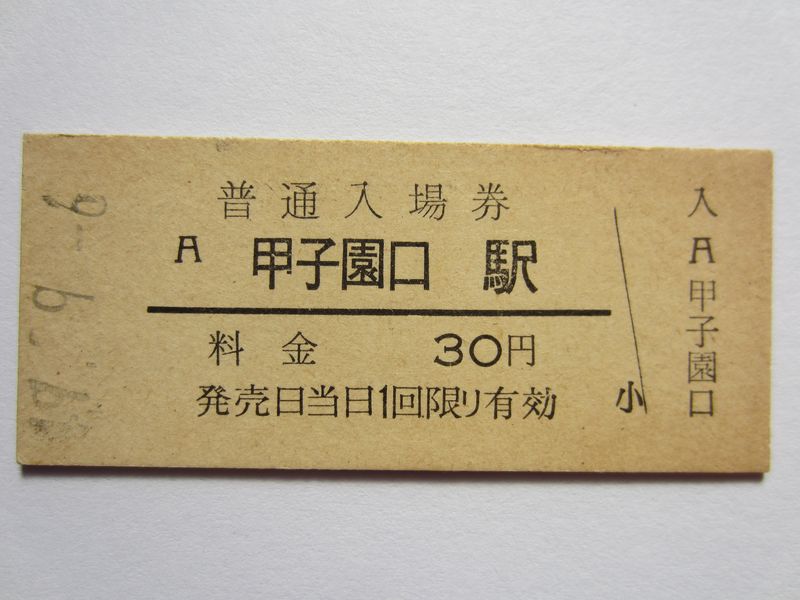 普通入場券
A 甲子園口 駅
料金 30円
発売日当日1回限り有効
小
入
A
甲子園口